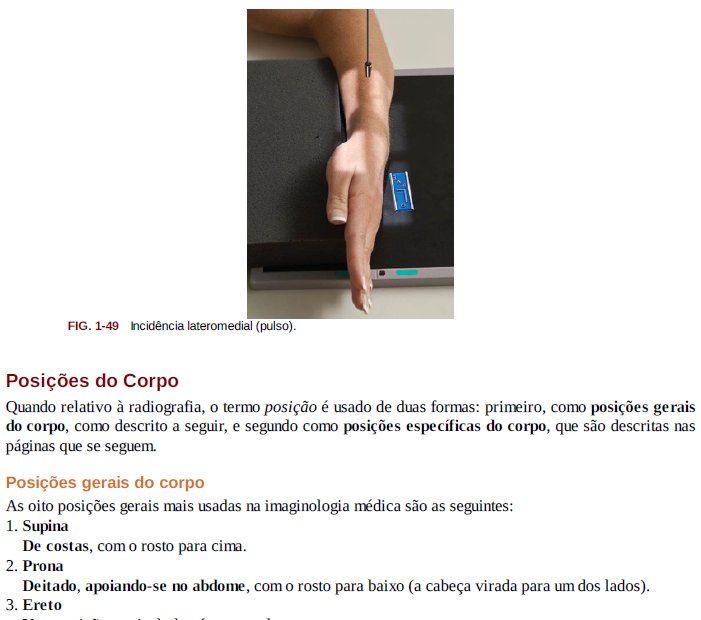 FIG. 1-49 Incidência lateromedial (pulso).
Posições do Corpo
Quando relativo à radiografia, o termo posição é usado de duas formas: primeiro, como posições gerais
do corpo, como descrito a seguir, e segundo como posições específicas do corpo, que são descritas nas
páginas que se seguem.
Posições gerais do corpo
As oito posições gerais mais usadas na imaginologia médica são as seguintes:
1. Supina
De costas, com o rosto para cima.
2. Prona
Deitado, apoiando-se no abdome, com o rosto para baixo (a cabeça virada para um dos lados).
3. Ereto